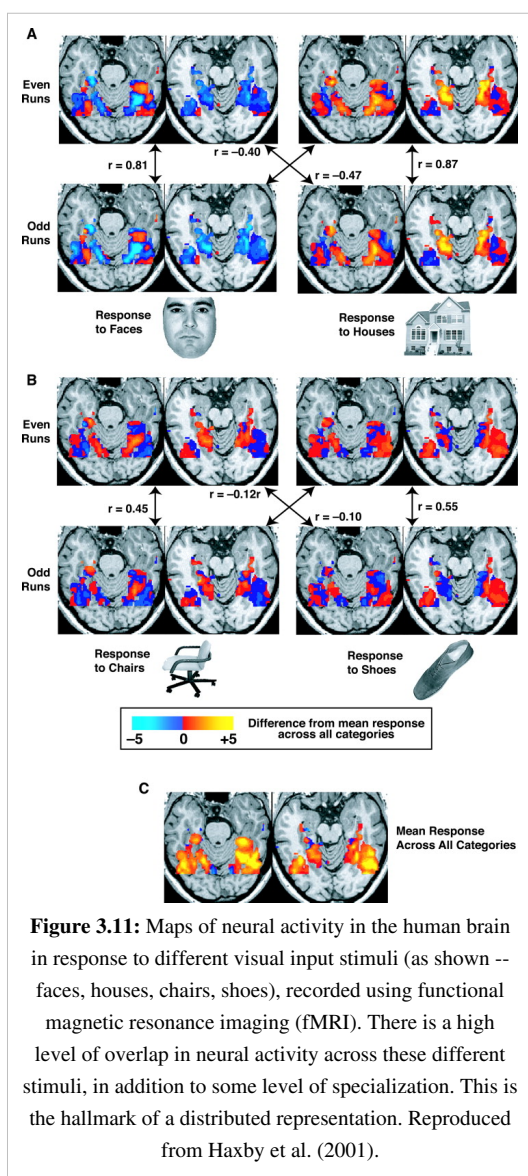 A
Even
Runs
r = 0.81
r = –0.40
r = –0.47
r = 0.87
Odd
Runs
Response
to Faces
Response
to Houses
B
Even
Runs
r = 0.45
r = –0.12r
r = –0.10
r = 0.55
Odd
Runs
Response
to Chairs
Response
to Shoes
–5 0 +5
Difference from mean response
across all categories
C
Mean Response
Across All Categories
Figure 3.11: Maps of neural activity in the human brain
in response to different visual input stimuli (as shown --
faces, houses, chairs, shoes), recorded using functional
magnetic resonance imaging (fMRI). There is a high
level of overlap in neural activity across these different
stimuli, in addition to some level of specialization. This is
the hallmark of a distributed representation. Reproduced
from Haxby et al. (2001).